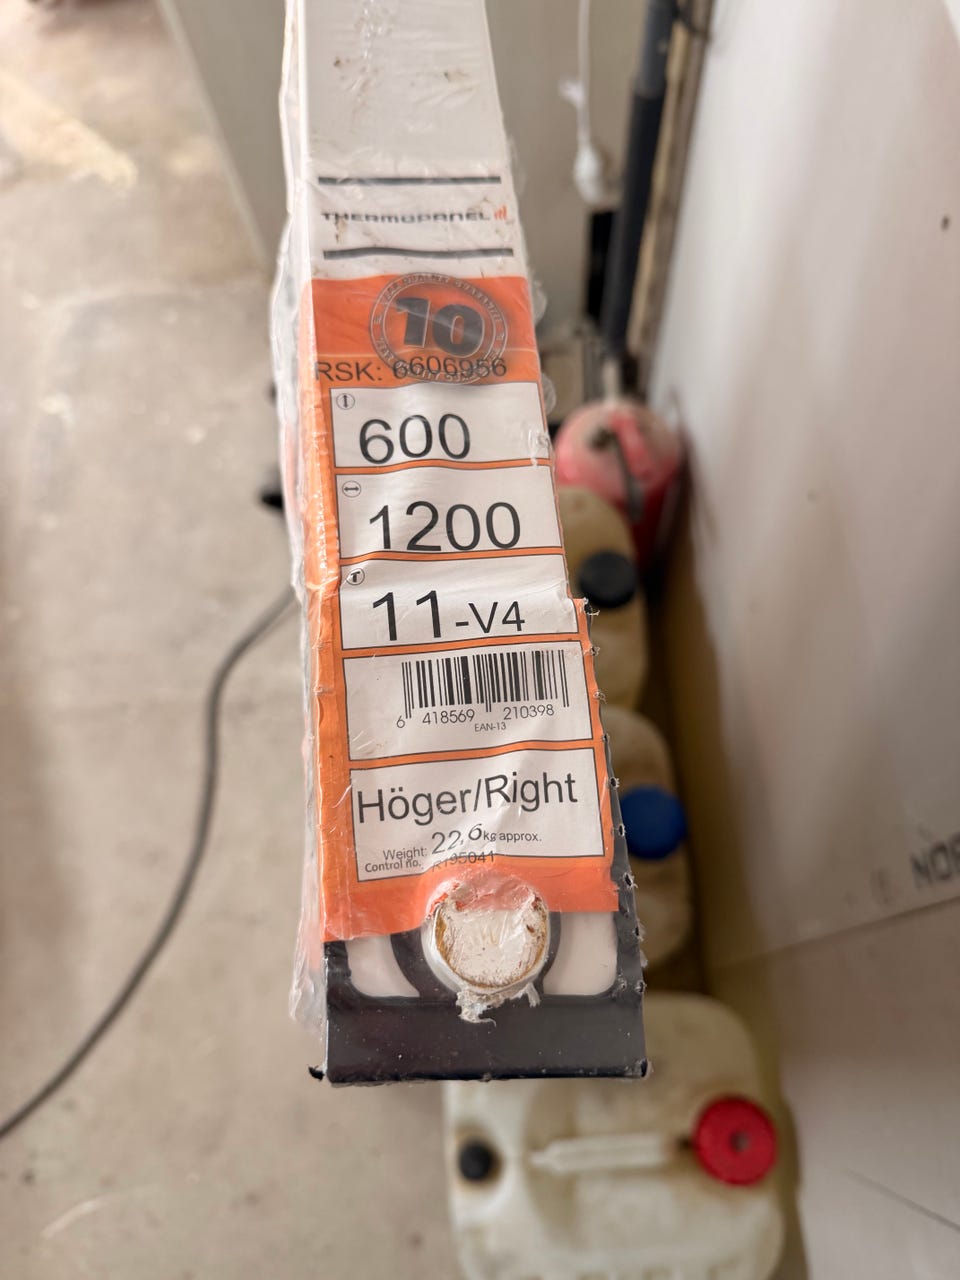 THERMOPANEL
10
RSK: 6606956
600
1200
T
11-V4
6 418569 210398
EAN-13
Höger/Right
Weight: 22,6 kg approx.
Control no. R195041